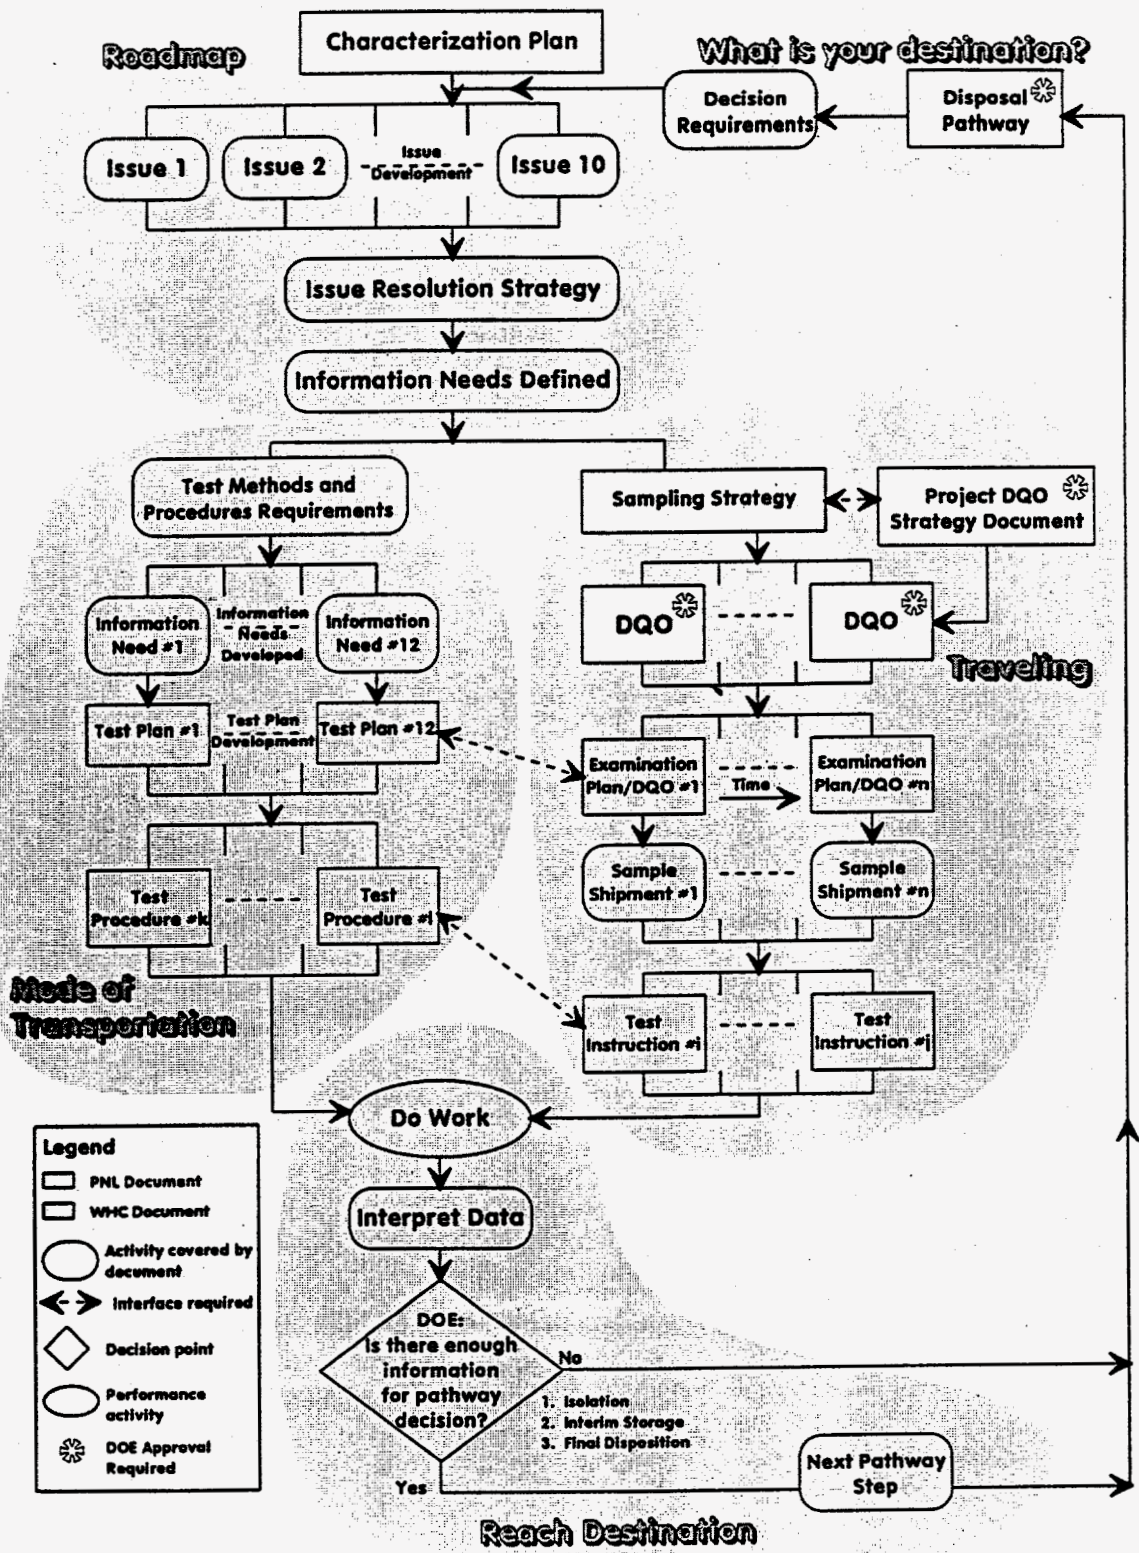 Roadmap
Characterization Plan
What is your destination?
Decision
Requirements
Disposal
Pathway
Issue 1
Issue 2
Issue
Development
Issue 10
Issue Resolution Strategy
Information Needs Defined
Test Methods and
Procedures Requirements
Sampling Strategy
Project DQO
Strategy Document
Information
Need #1
Information
Needs
Developed
Information
Need #12
DQO
DQO
Traveling
Test Plan #1
Test Plan
Development
Test Plan #12
Examination
Plan/DQO #1
Time
Examination
Plan/DQO #n
Test
Procedure #k
Test
Procedure #l
Sample
Shipment #1
Sample
Shipment #n
Mode of
Transportation
Test
Instruction #i
Test
Instruction #j
Do Work
Interpret Data
DOE:
Is there enough
information
for pathway
decision?
No
1. Isolation
2. Interim Storage
3. Final Disposition
Yes
Next Pathway
Step
Reach Destination
Legend
PNL Document
WHC Document
Activity covered by
document
Interface required
Decision point
Performance
activity
DOE Approval
Required